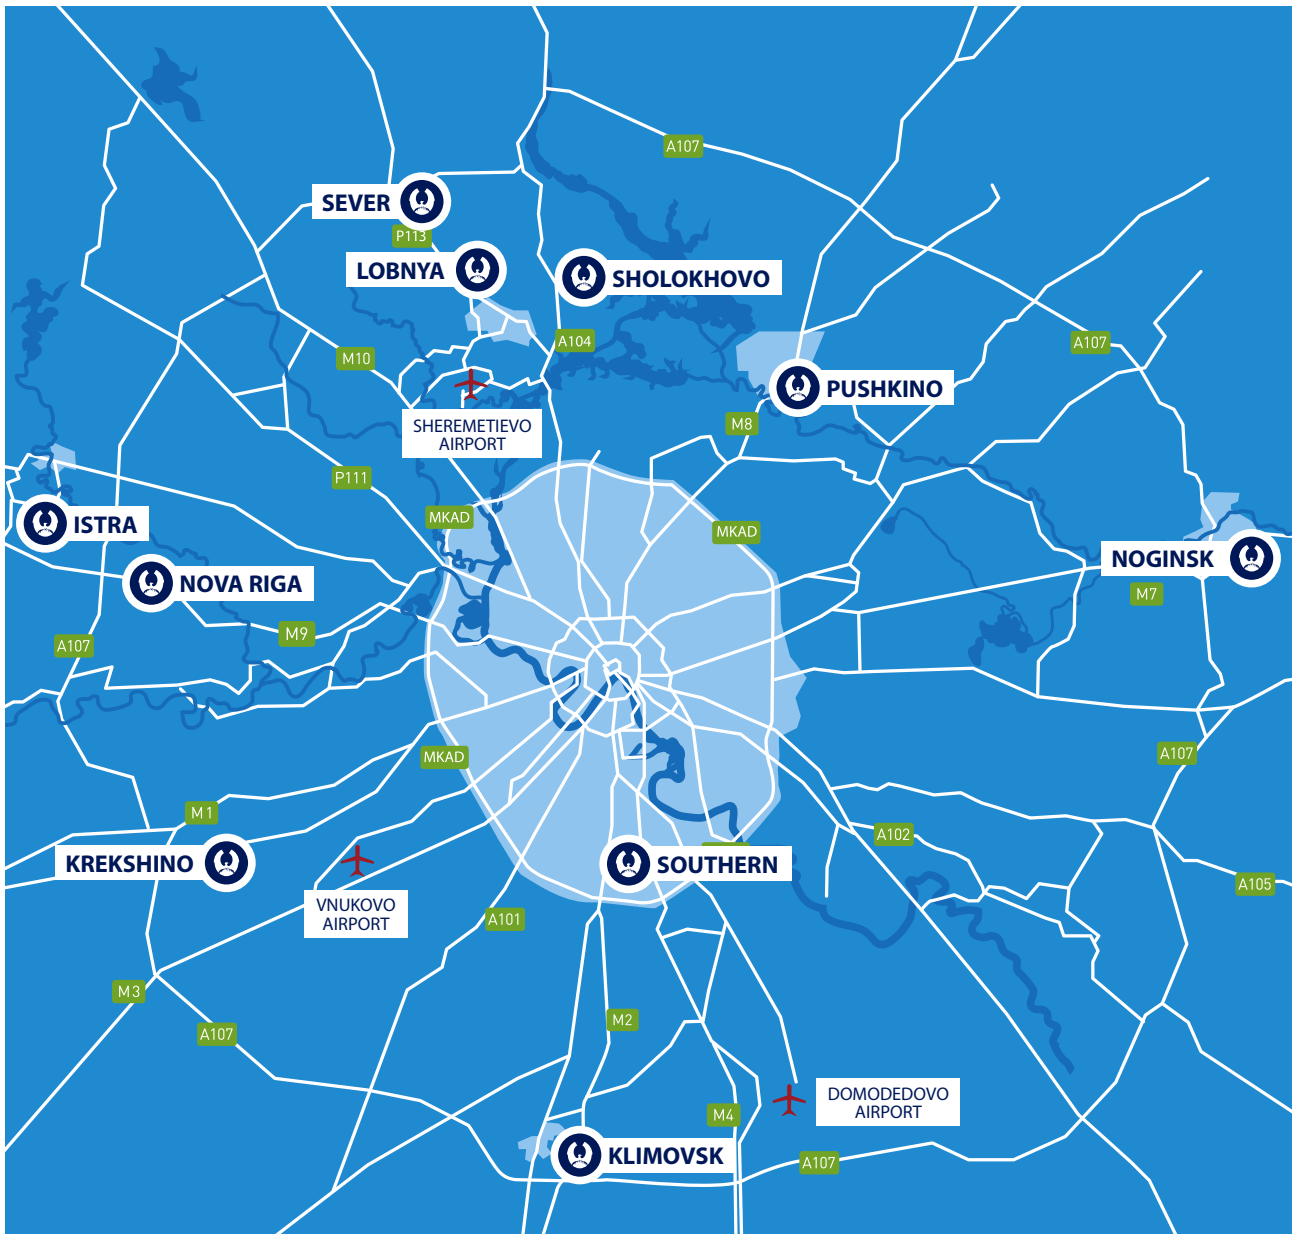 A107
SEVER
P113
LOBNYA
SHOLOKHOVO
A104
A107
M10
PUSHKINO
M8
SHEREMETIEVO
AIRPORT
P111
MKAD
ISTRA
MKAD
NOGINSK
NOVA RIGA
M7
M9
A107
MKAD
A107
M1
A102
KREKSHINO
SOUTHERN
A105
VNUKOVO
AIRPORT
A101
M3
M2
A107
DOMODEDOVO
AIRPORT
M4
KLIMOVSK
A107